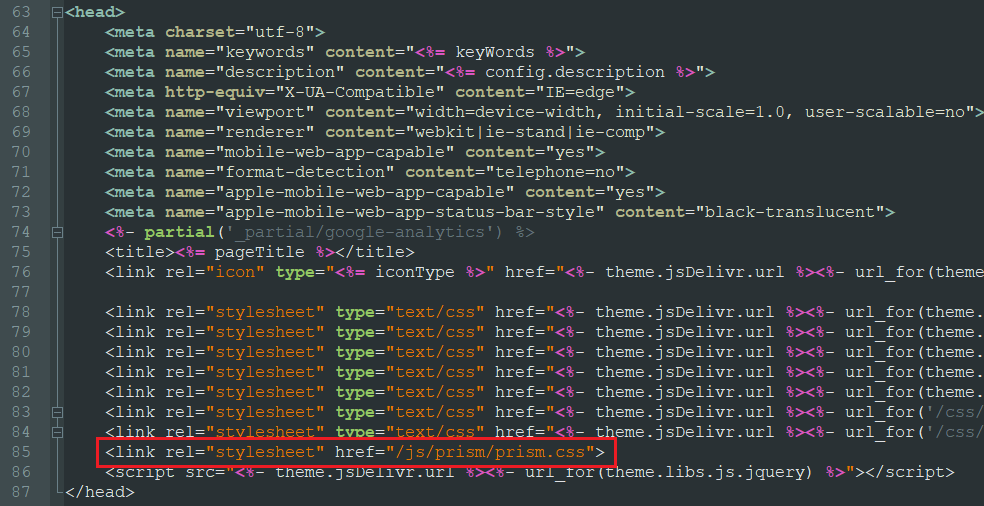 63 <head>
64 <meta charset="utf-8">
65 <meta name="keywords" content="<%= keyWords %>">
66 <meta name="description" content="<%= config.description %>">
67 <meta http-equiv="X-UA-Compatible" content="IE=edge">
68 <meta name="viewport" content="width=device-width, initial-scale=1.0, user-scalable=no">
69 <meta name="renderer" content="webkit|ie-stand|ie-comp">
70 <meta name="mobile-web-app-capable" content="yes">
71 <meta name="format-detection" content="telephone=no">
72 <meta name="apple-mobile-web-app-capable" content="yes">
73 <meta name="apple-mobile-web-app-status-bar-style" content="black-translucent">
74 <%- partial('_partial/google-analytics') %>
75 <title><%= pageTitle %></title>
76 <link rel="icon" type="<%= iconType %>" href="<%- theme.jsDelivr.url %><%- url_for(theme
77
78 <link rel="stylesheet" type="text/css" href="<%- theme.jsDelivr.url %><%- url_for(theme.
79 <link rel="stylesheet" type="text/css" href="<%- theme.jsDelivr.url %><%- url_for(theme.
80 <link rel="stylesheet" type="text/css" href="<%- theme.jsDelivr.url %><%- url_for(theme.
81 <link rel="stylesheet" type="text/css" href="<%- theme.jsDelivr.url %><%- url_for(theme.
82 <link rel="stylesheet" type="text/css" href="<%- theme.jsDelivr.url %><%- url_for(theme.
83 <link rel="stylesheet" type="text/css" href="<%- theme.jsDelivr.url %><%- url_for('/css/
84 <link rel="stylesheet" type="text/css" href="<%- theme.jsDelivr.url %><%- url_for('/css/
85 <link rel="stylesheet" href="/js/prism/prism.css">
86 <script src="<%- theme.jsDelivr.url %><%- url_for(theme.libs.js.jquery) %>"></script>
87 </head>